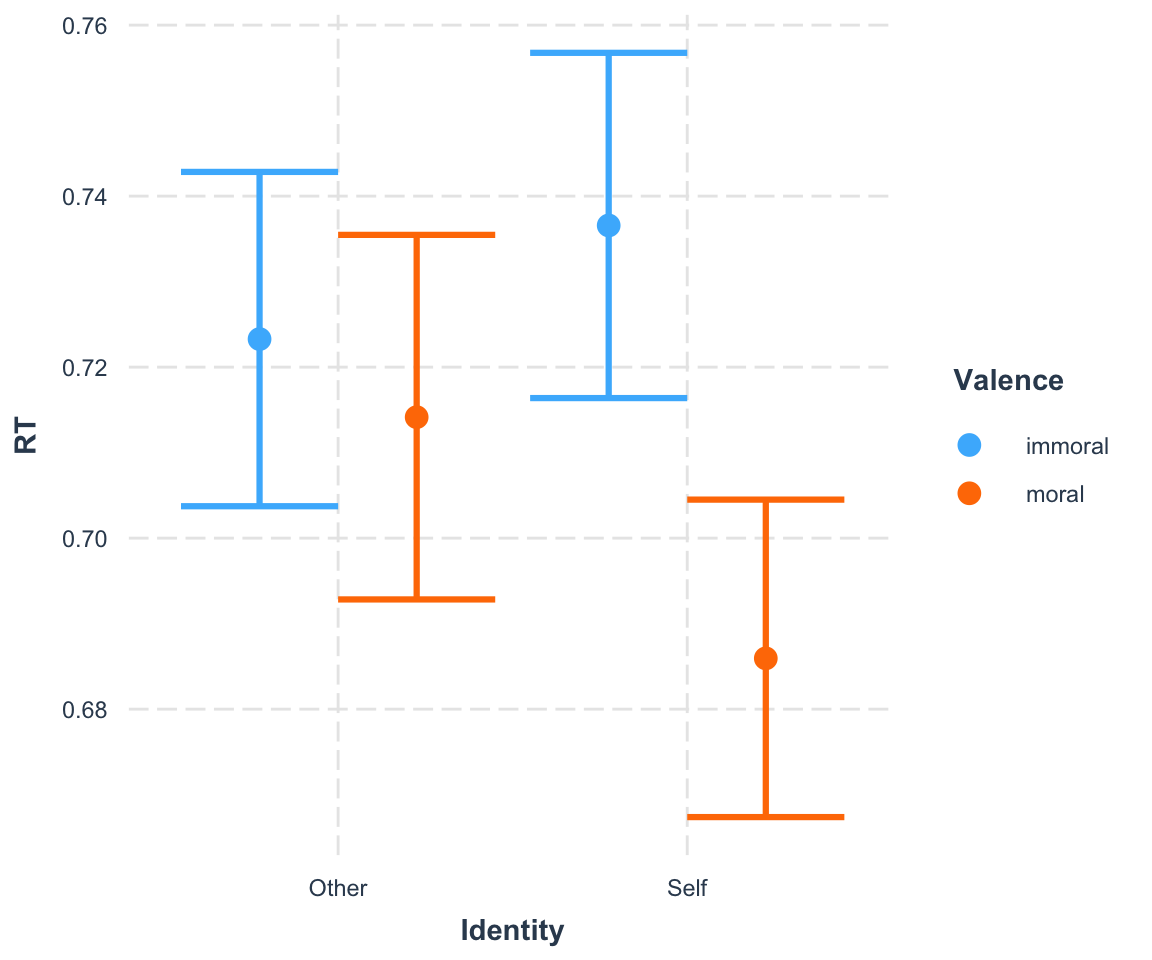 0.76
0.74
0.72
0.70
0.68
RT
Other
Self
Identity
Valence
immoral
moral